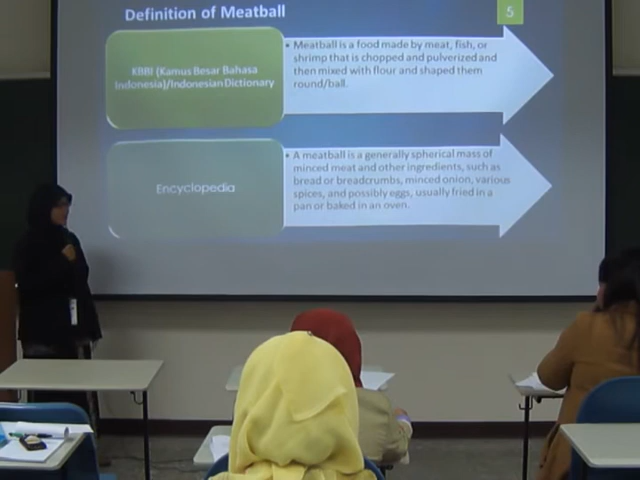 Definition of Meatball
5
KBBI (Kamus Besar Bahasa
Indonesia)/Indonesian Dictionary
• Meatball is a food made by meat, fish, or
shrimp that is chopped and pulverized and
then mixed with flour and shaped them
round/ball.
Encyclopedia
• A meatball is a generally spherical mass of
minced meat and other ingredients, such as
bread or breadcrumbs, minced onion, various
spices, and possibly eggs, usually fried in a
pan or baked in an oven.